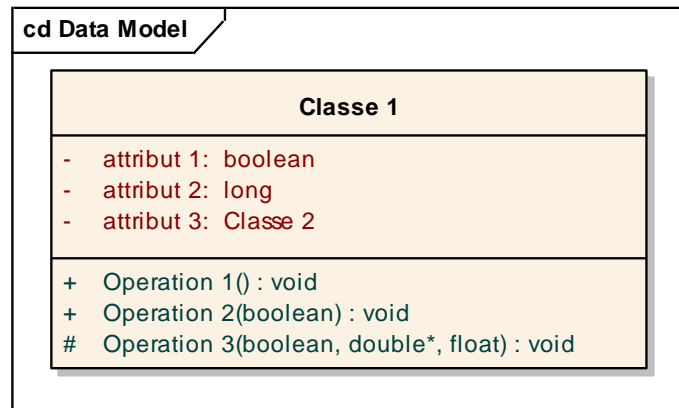 cd Data Model
Classe 1
- attribut 1: boolean
- attribut 2: long
- attribut 3: Classe 2
+ Operation 1() : void
+ Operation 2(boolean) : void
# Operation 3(boolean, double*, float) : void